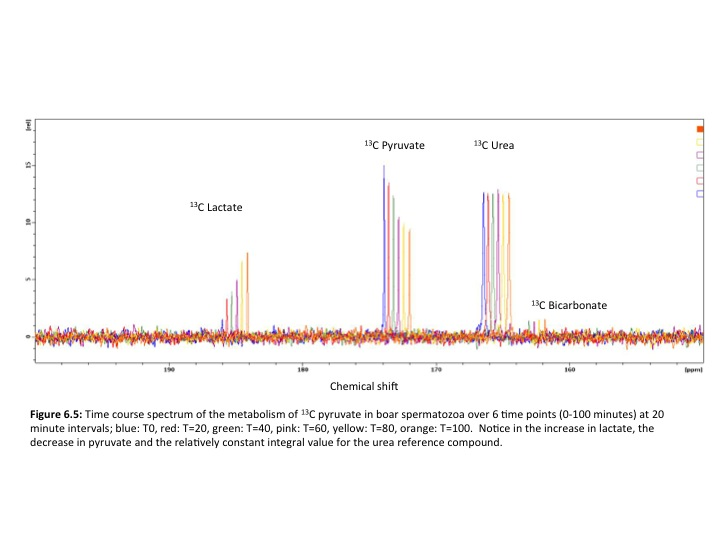 [rel]
15
10
5
0
¹³C Pyruvate
¹³C Urea
¹³C Lactate
¹³C Bicarbonate
190
180
170
160
[ppm]
Chemical shift
Figure 6.5: Time course spectrum of the metabolism of ¹³C pyruvate in boar spermatozoa over 6 time points (0-100 minutes) at 20
minute intervals; blue: T0, red: T=20, green: T=40, pink: T=60, yellow: T=80, orange: T=100. Notice in the increase in lactate, the
decrease in pyruvate and the relatively constant integral value for the urea reference compound.